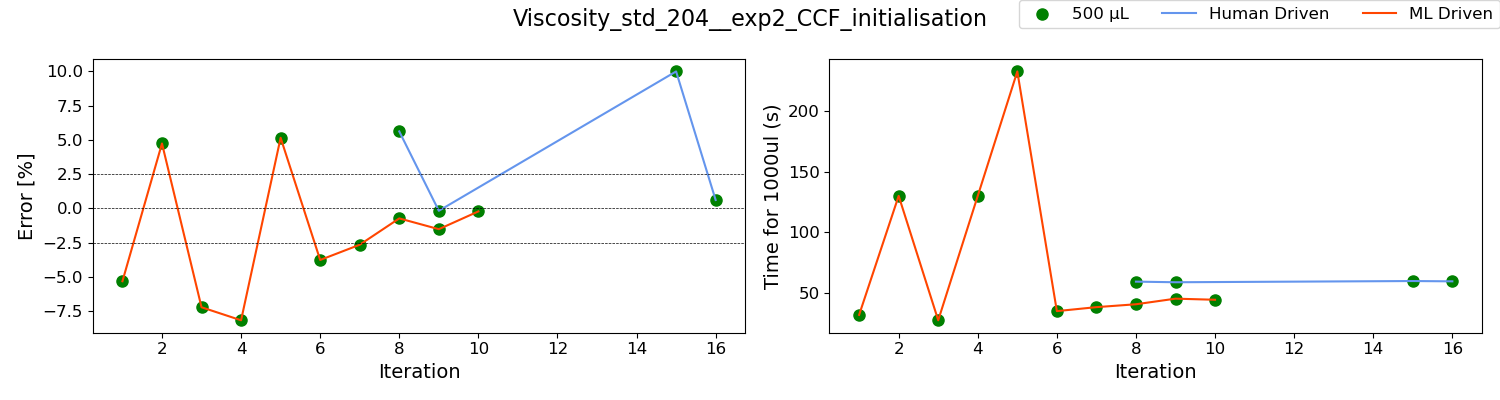 Viscosity_std_204__exp2_CCF_initialisation
500 µL
Human Driven
ML Driven
Error [%]
10.0
7.5
5.0
2.5
0.0
−2.5
−5.0
−7.5
2 4 6 8 10 12 14 16
Iteration
Time for 1000ul (s)
200
150
100
50
2 4 6 8 10 12 14 16
Iteration